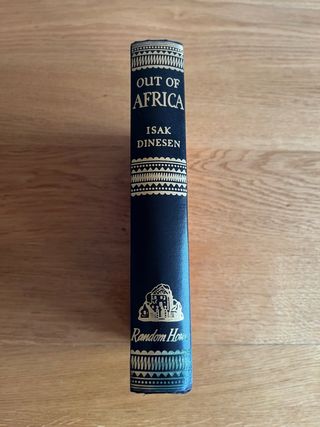 OUT OF
AFRICA
ISAK
DINESEN
Random House